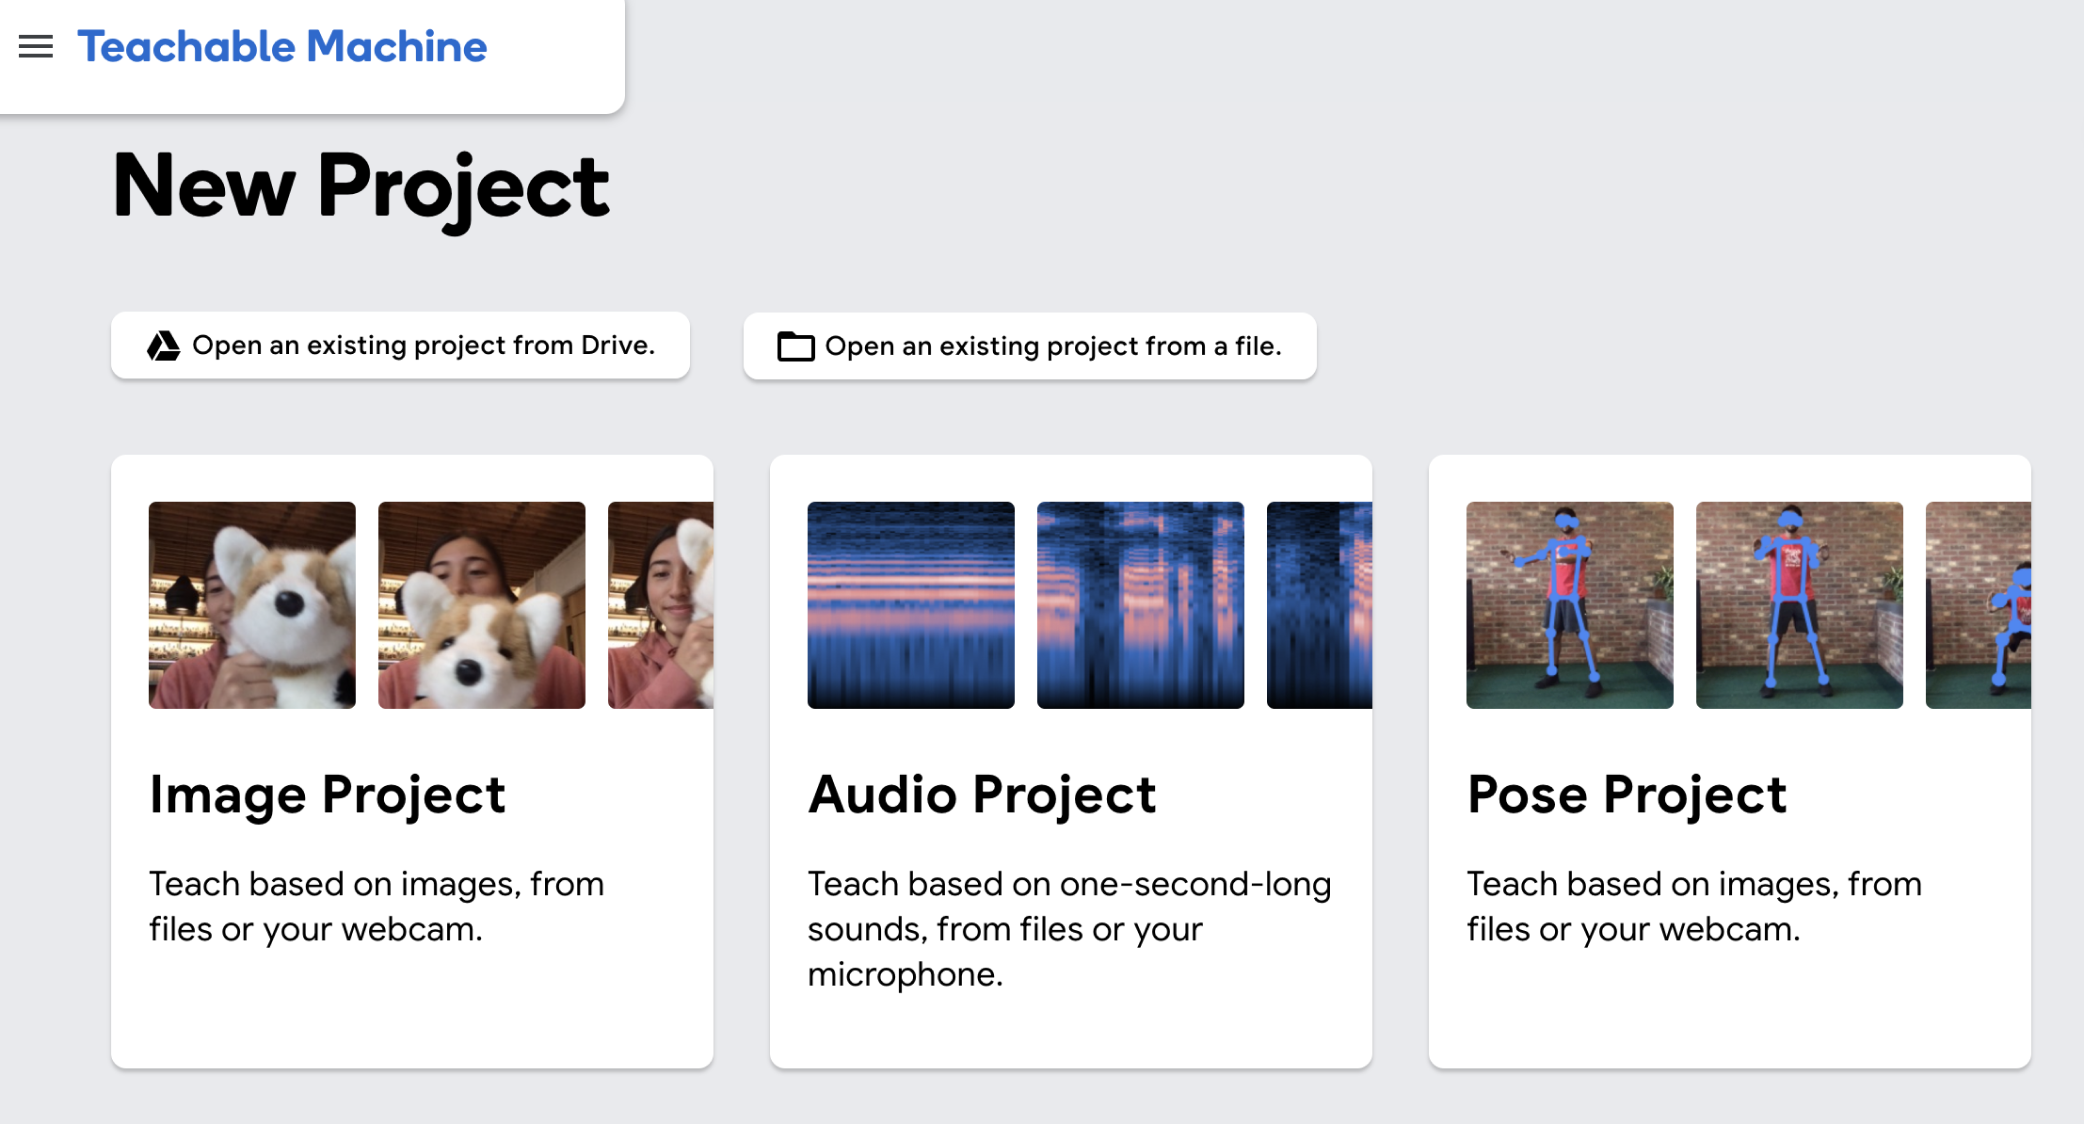 Teachable Machine
New Project
Open an existing project from Drive.
Open an existing project from a file.
Image Project
Teach based on images, from
files or your webcam.
Audio Project
Teach based on one-second-long
sounds, from files or your
microphone.
Pose Project
Teach based on images, from
files or your webcam.